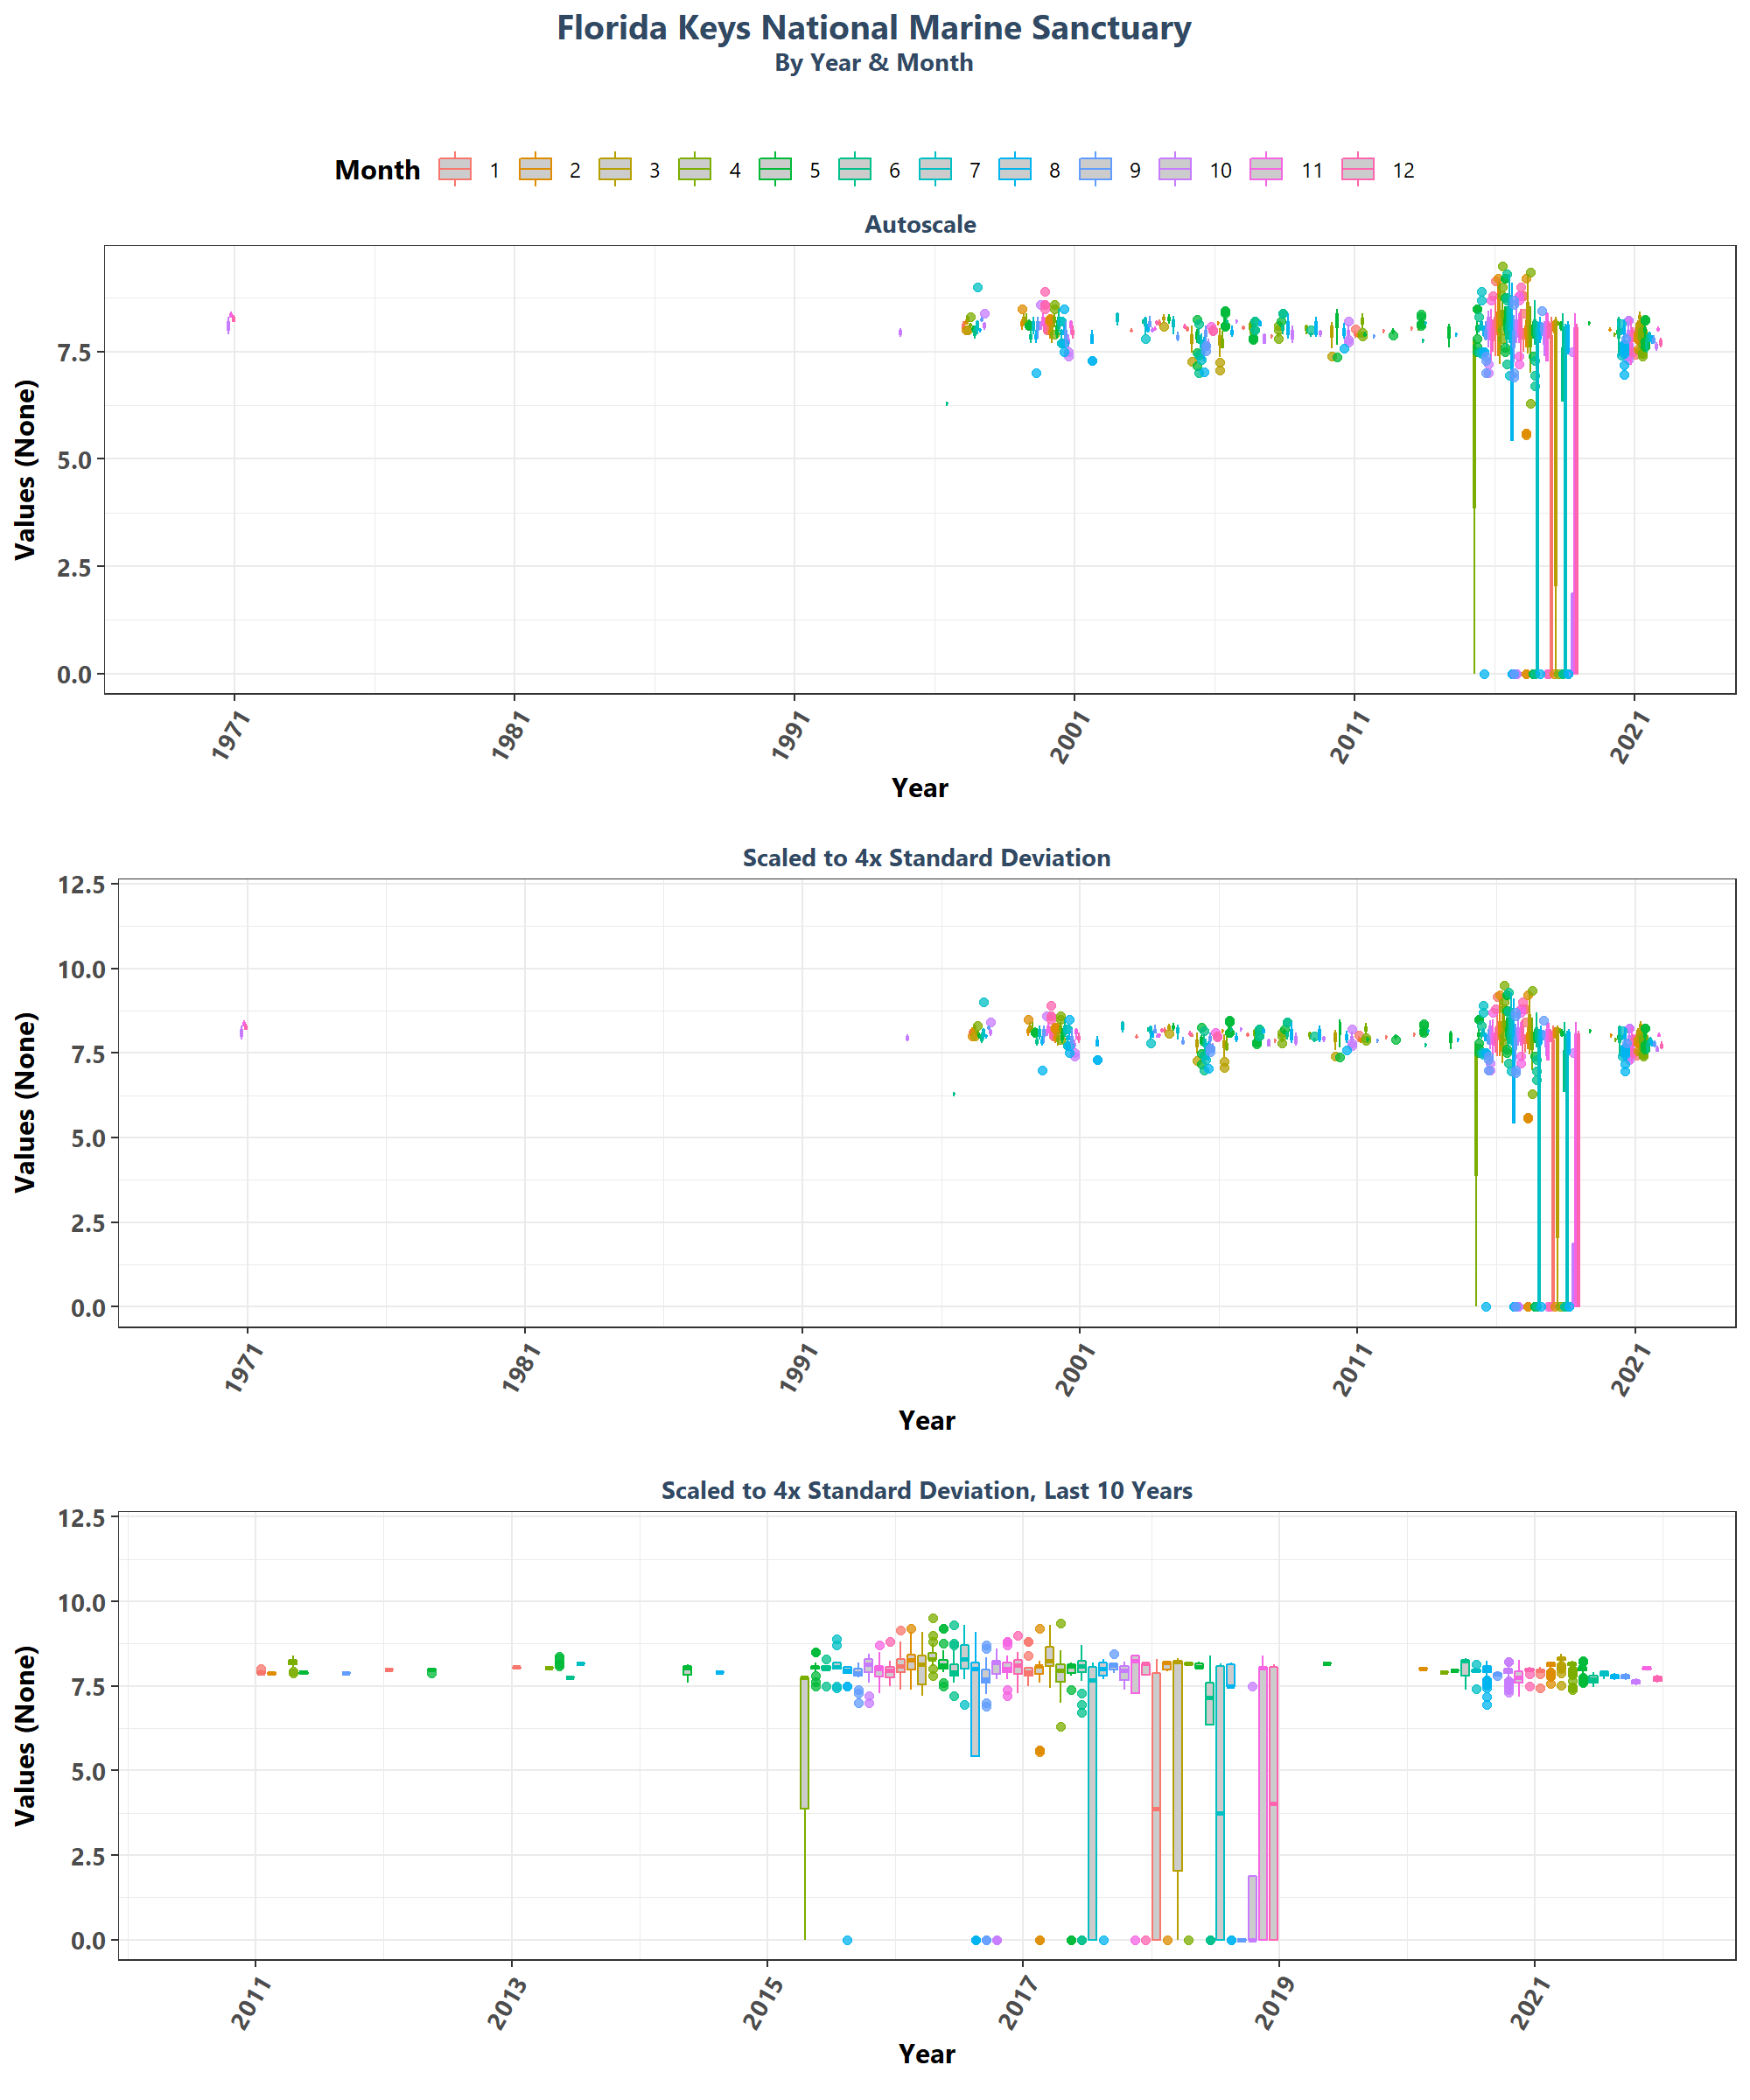 Florida Keys National Marine Sanctuary
By Year & Month
Month 1 2 3 4 5 6 7 8 9 10 11 12
Autoscale
Values (None)
7.5
5.0
2.5
0.0
1971 1981 1991 2001 2011 2021
Year
Scaled to 4x Standard Deviation
Values (None)
12.5
10.0
7.5
5.0
2.5
0.0
1971 1981 1991 2001 2011 2021
Year
Scaled to 4x Standard Deviation, Last 10 Years
Values (None)
12.5
10.0
7.5
5.0
2.5
0.0
2011 2013 2015 2017 2019 2021
Year